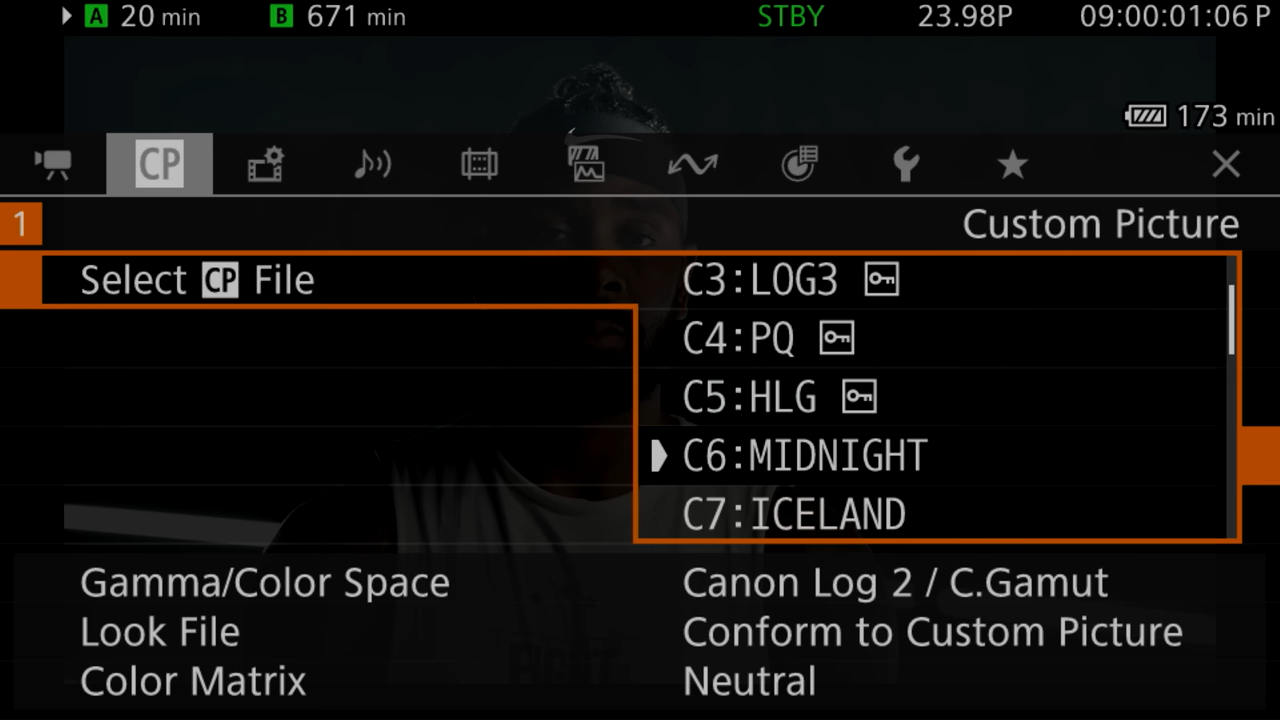 A 20 min B 671 min STBY 23.98P 09:00:01:06 P
173 min
CP
1 Custom Picture
Select CP File
C3:LOG3
C4:PQ
C5:HLG
C6:MIDNIGHT
C7:ICELAND
Gamma/Color Space Canon Log 2 / C.Gamut
Look File Conform to Custom Picture
Color Matrix Neutral